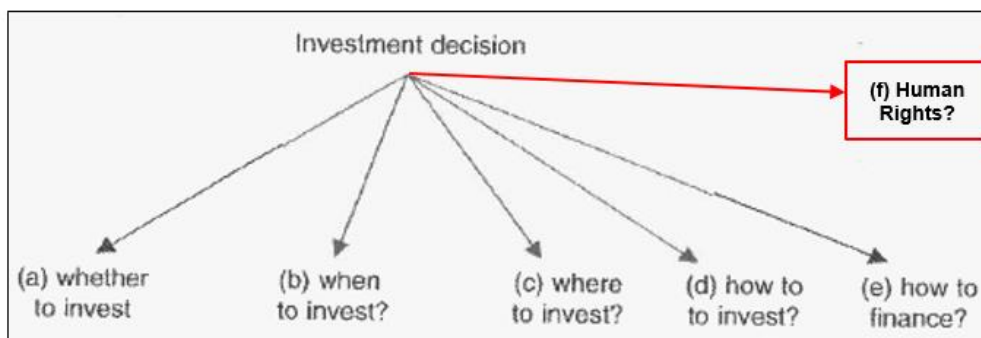 Investment decision
(f) Human
Rights?
(a) whether
to invest
(b) when
to invest?
(c) where
to invest?
(d) how to
to invest?
(e) how to
finance?